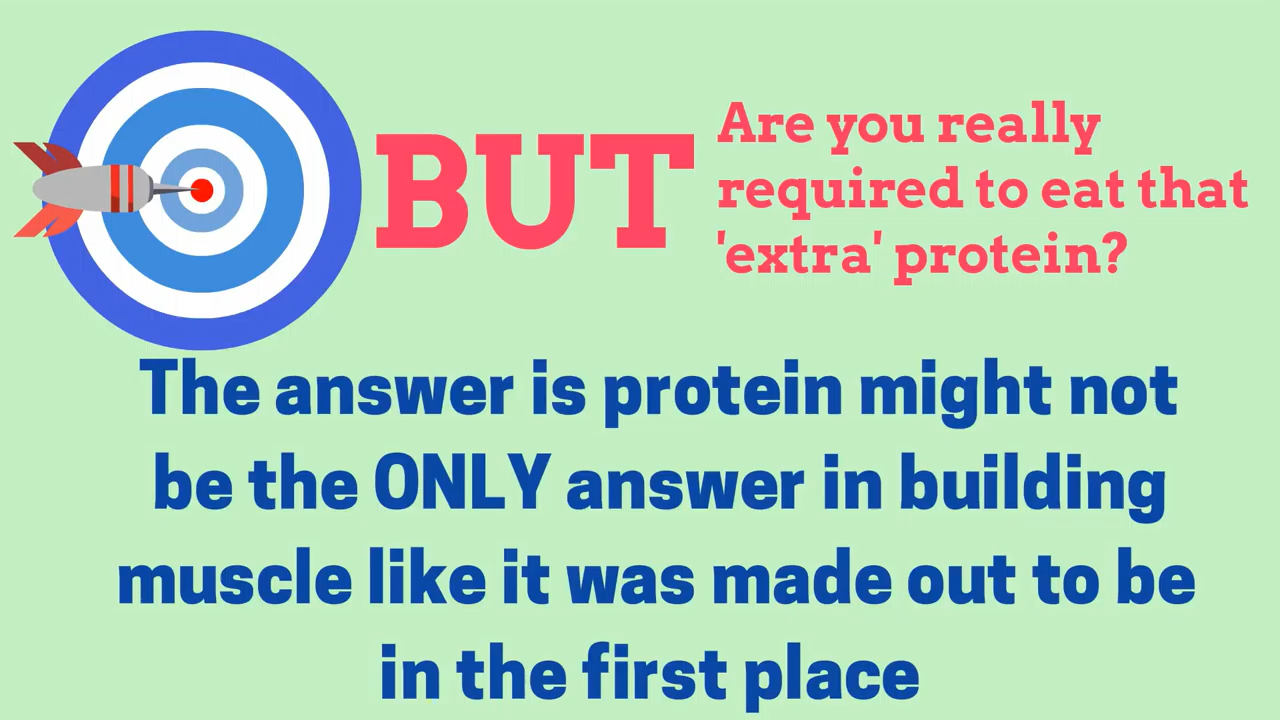 BUT
Are you really
required to eat that
'extra' protein?
The answer is protein might not
be the ONLY answer in building
muscle like it was made out to be
in the first place